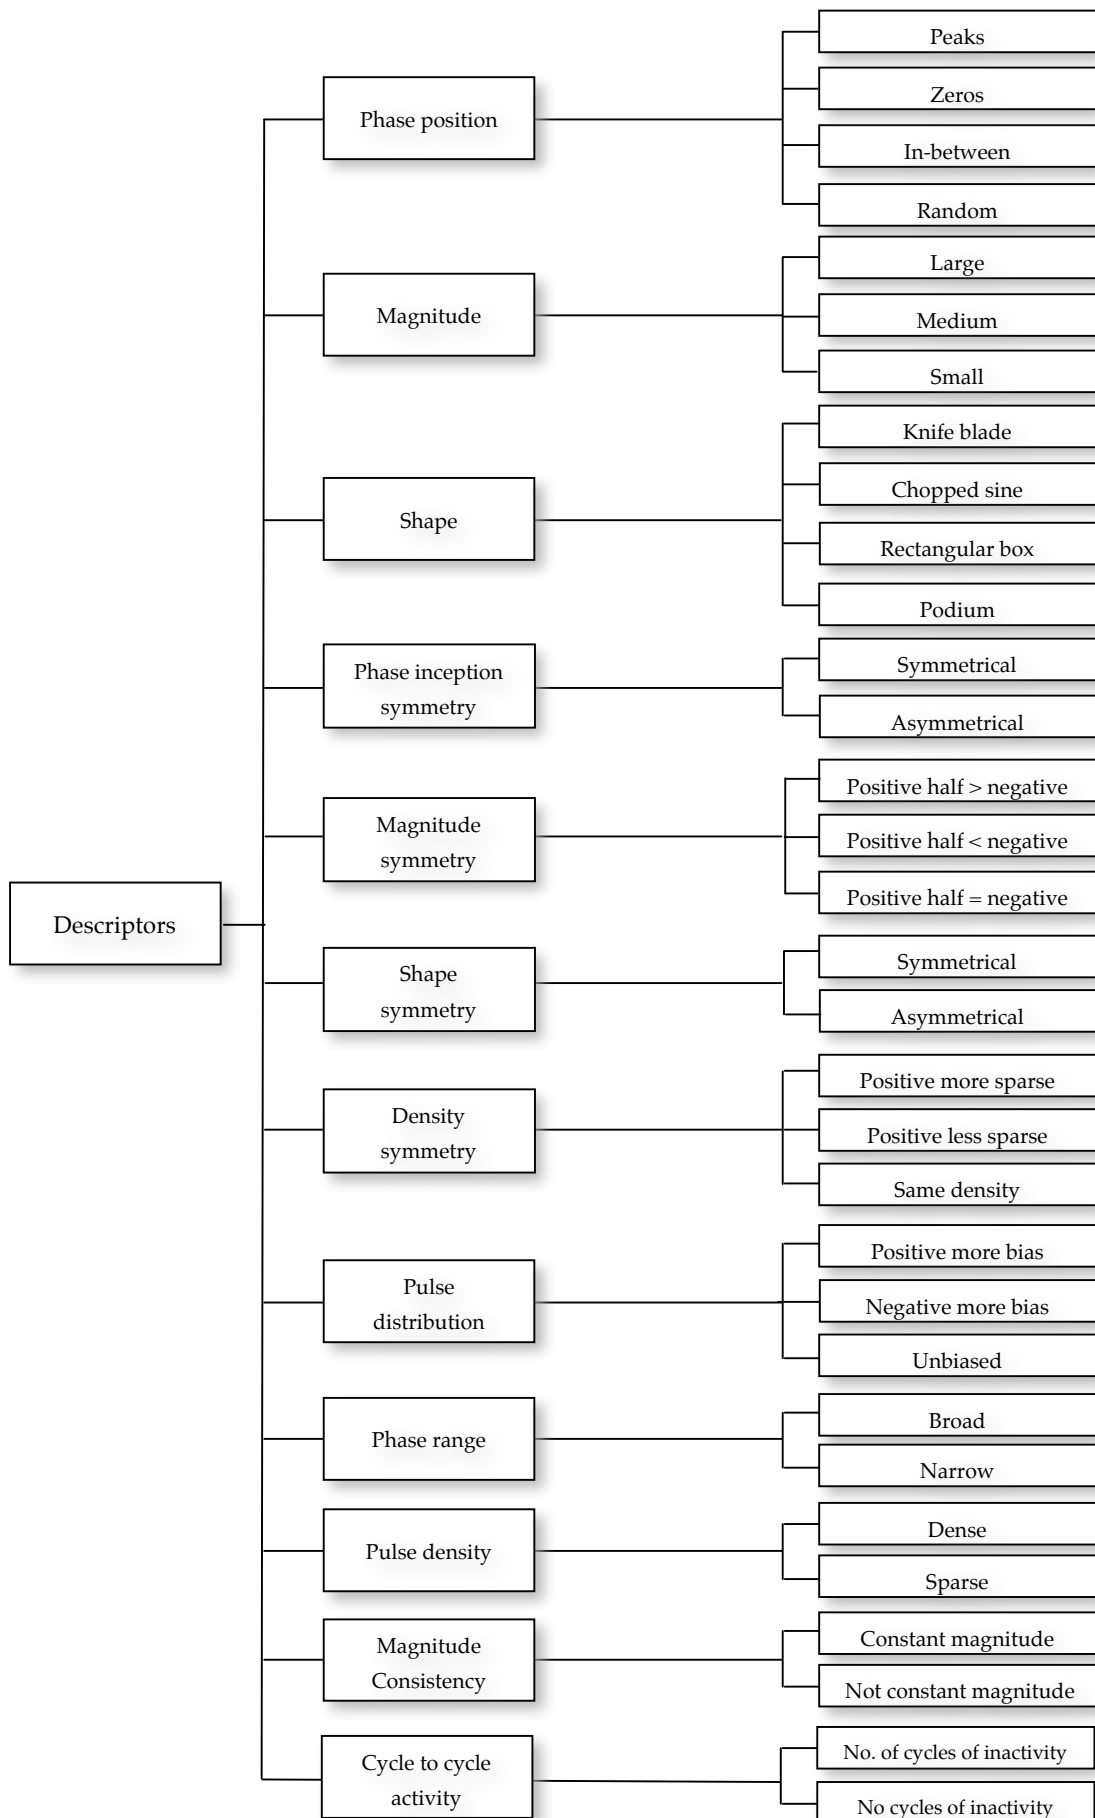 Descriptors
Phase position
Peaks
Zeros
In-between
Random
Magnitude
Large
Medium
Small
Shape
Knife blade
Chopped sine
Rectangular box
Podium
Phase inception
symmetry
Symmetrical
Asymmetrical
Magnitude
symmetry
Positive half > negative
Positive half < negative
Positive half = negative
Shape
symmetry
Symmetrical
Asymmetrical
Density
symmetry
Positive more sparse
Positive less sparse
Same density
Pulse
distribution
Positive more bias
Negative more bias
Unbiased
Phase range
Broad
Narrow
Pulse density
Dense
Sparse
Magnitude
Consistency
Constant magnitude
Not constant magnitude
Cycle to cycle
activity
No. of cycles of inactivity
No cycles of inactivity